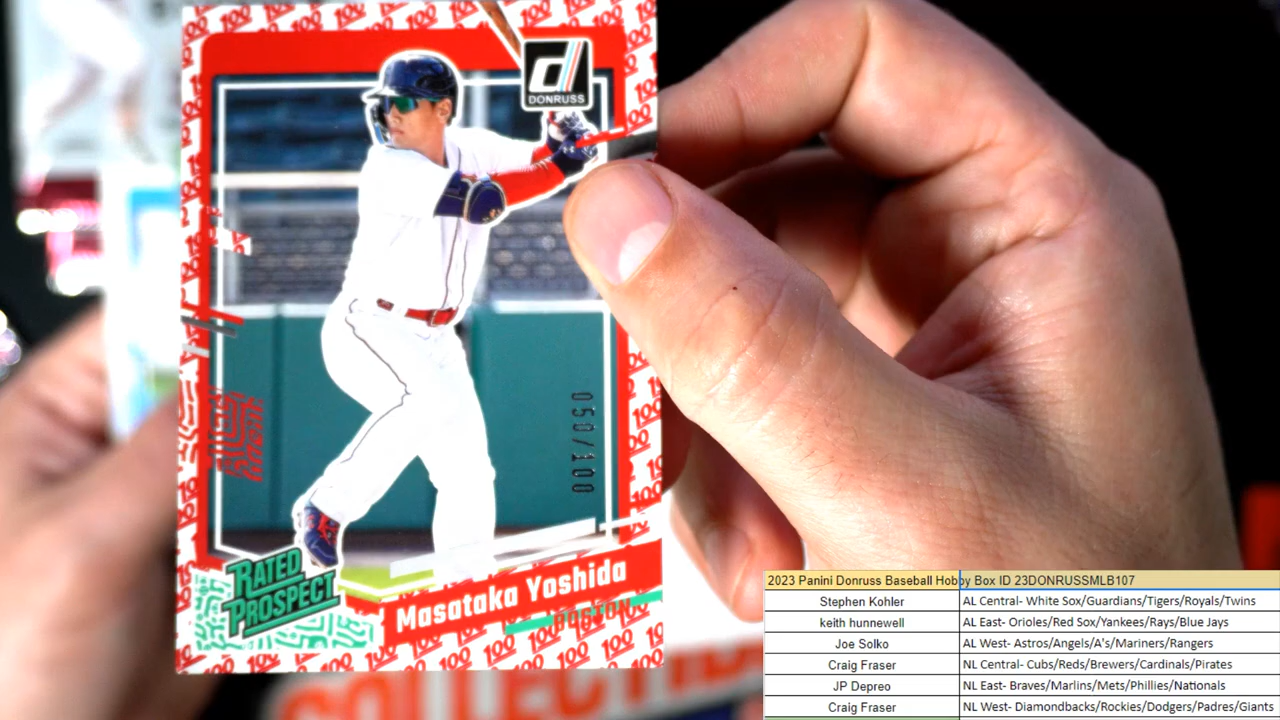 DONRUSS
050/100
RATED
PROSPECT
Masataka Yoshida
BOSTON
100
2023 Panini Donruss Baseball Hobby Box ID 23DONRUSSMLB107
Stephen Kohler AL Central- White Sox/Guardians/Tigers/Royals/Twins
keith hunnewell AL East- Orioles/Red Sox/Yankees/Rays/Blue Jays
Joe Solko AL West- Astros/Angels/A's/Mariners/Rangers
Craig Fraser NL Central- Cubs/Reds/Brewers/Cardinals/Pirates
JP Depreo NL East- Braves/Marlins/Mets/Phillies/Nationals
Craig Fraser NL West- Diamondbacks/Rockies/Dodgers/Padres/Giants